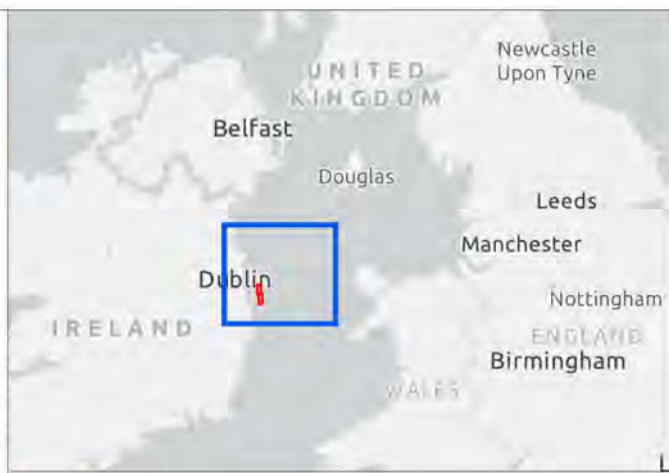 Newcastle
Upon Tyne
UNITED
KINGDOM
Belfast
Douglas
Leeds
Manchester
Dublin
Nottingham
IRELAND
ENGLAND
Birmingham
WALES